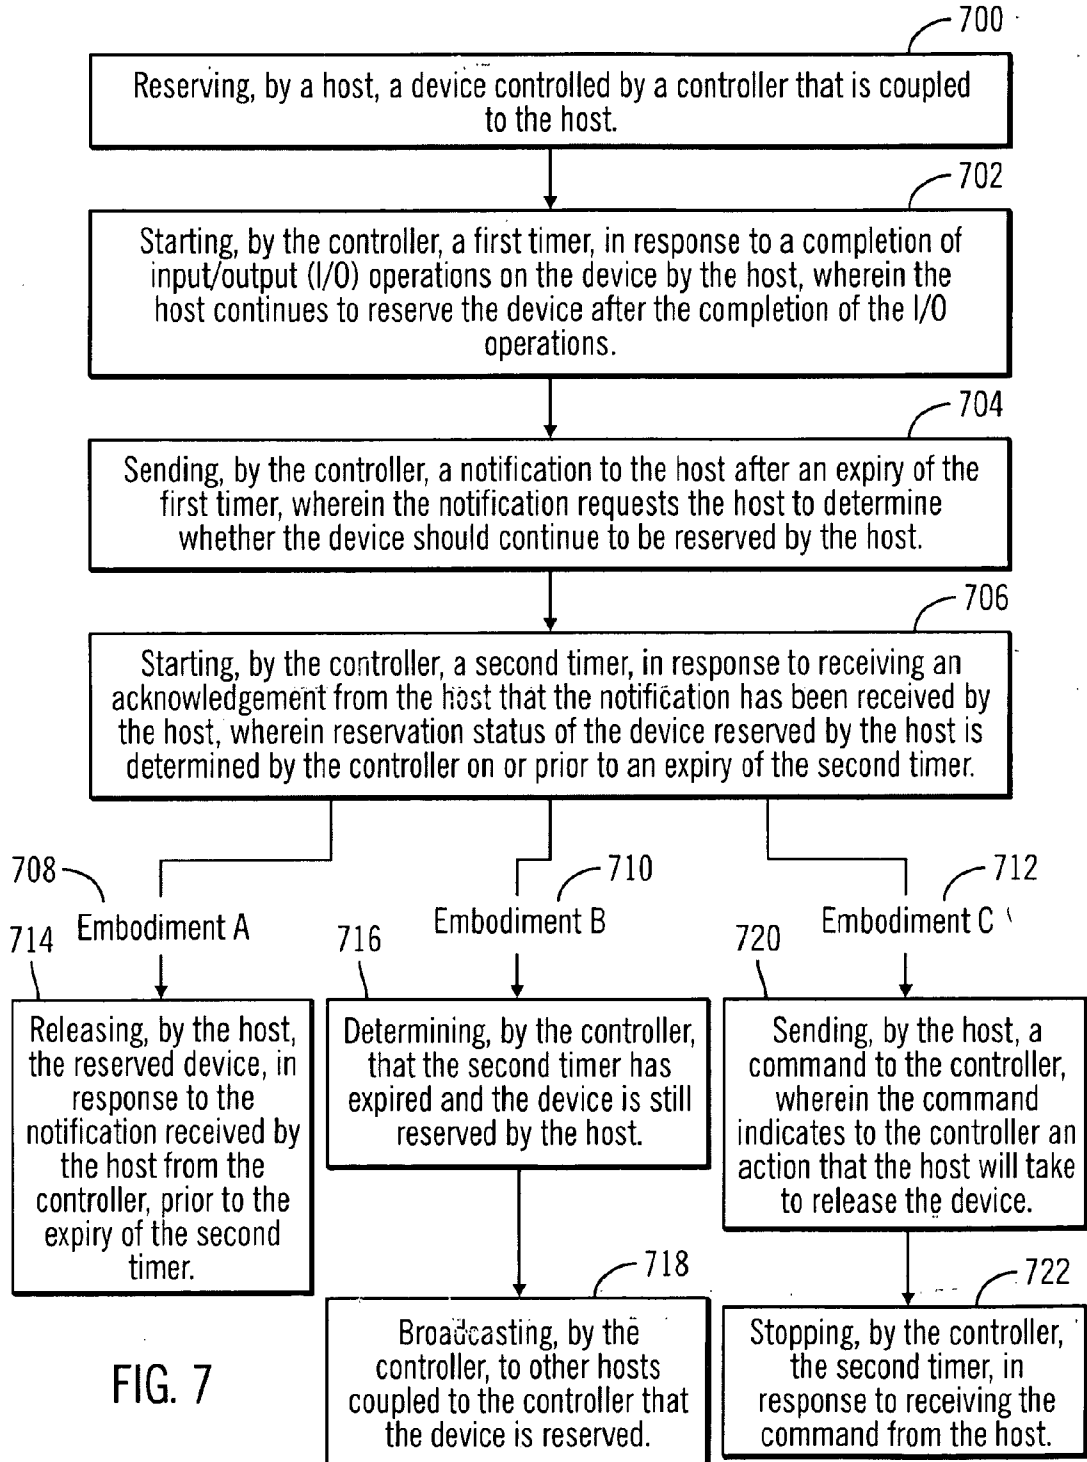 700
Reserving, by a host, a device controlled by a controller that is coupled
to the host.
702
Starting, by the controller, a first timer, in response to a completion of
input/output (I/O) operations on the device by the host, wherein the
host continues to reserve the device after the completion of the I/O
operations.
704
Sending, by the controller, a notification to the host after an expiry of the
first timer, wherein the notification requests the host to determine
whether the device should continue to be reserved by the host.
706
Starting, by the controller, a second timer, in response to receiving an
acknowledgement from the host that the notification has been received by
the host, wherein reservation status of the device reserved by the host is
determined by the controller on or prior to an expiry of the second timer.
708
Embodiment A
714
Releasing, by the host,
the reserved device, in
response to the
notification received by
the host from the
controller, prior to the
expiry of the second
timer.
710
Embodiment B
716
Determining, by the controller,
that the second timer has
expired and the device is still
reserved by the host.
718
Broadcasting, by the
controller, to other hosts
coupled to the controller that
the device is reserved.
712
Embodiment C
720
Sending, by the host, a
command to the controller,
wherein the command
indicates to the controller an
action that the host will take
to release the device.
722
Stopping, by the controller,
the second timer, in
response to receiving the
command from the host.
FIG. 7